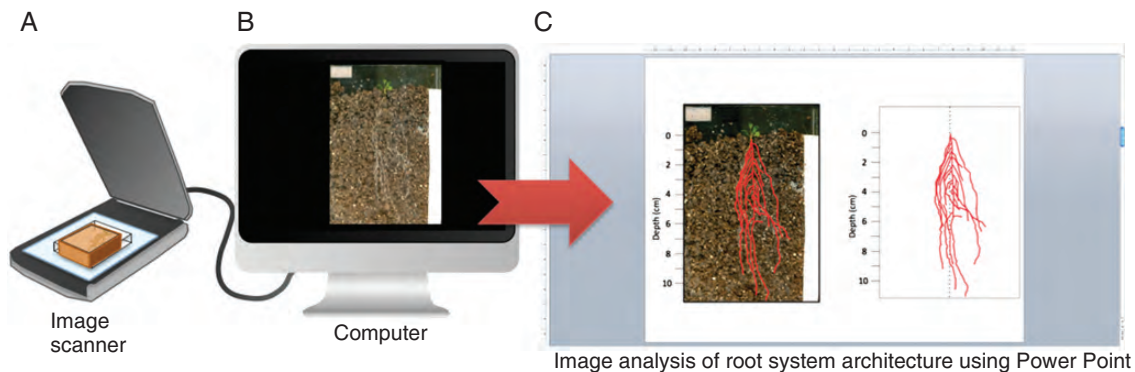 A
B
C
Image
scanner
Computer
0
2
4
6
8
10
Depth (cm)
0
2
4
6
8
10
Depth (cm)
Image analysis of root system architecture using Power Point